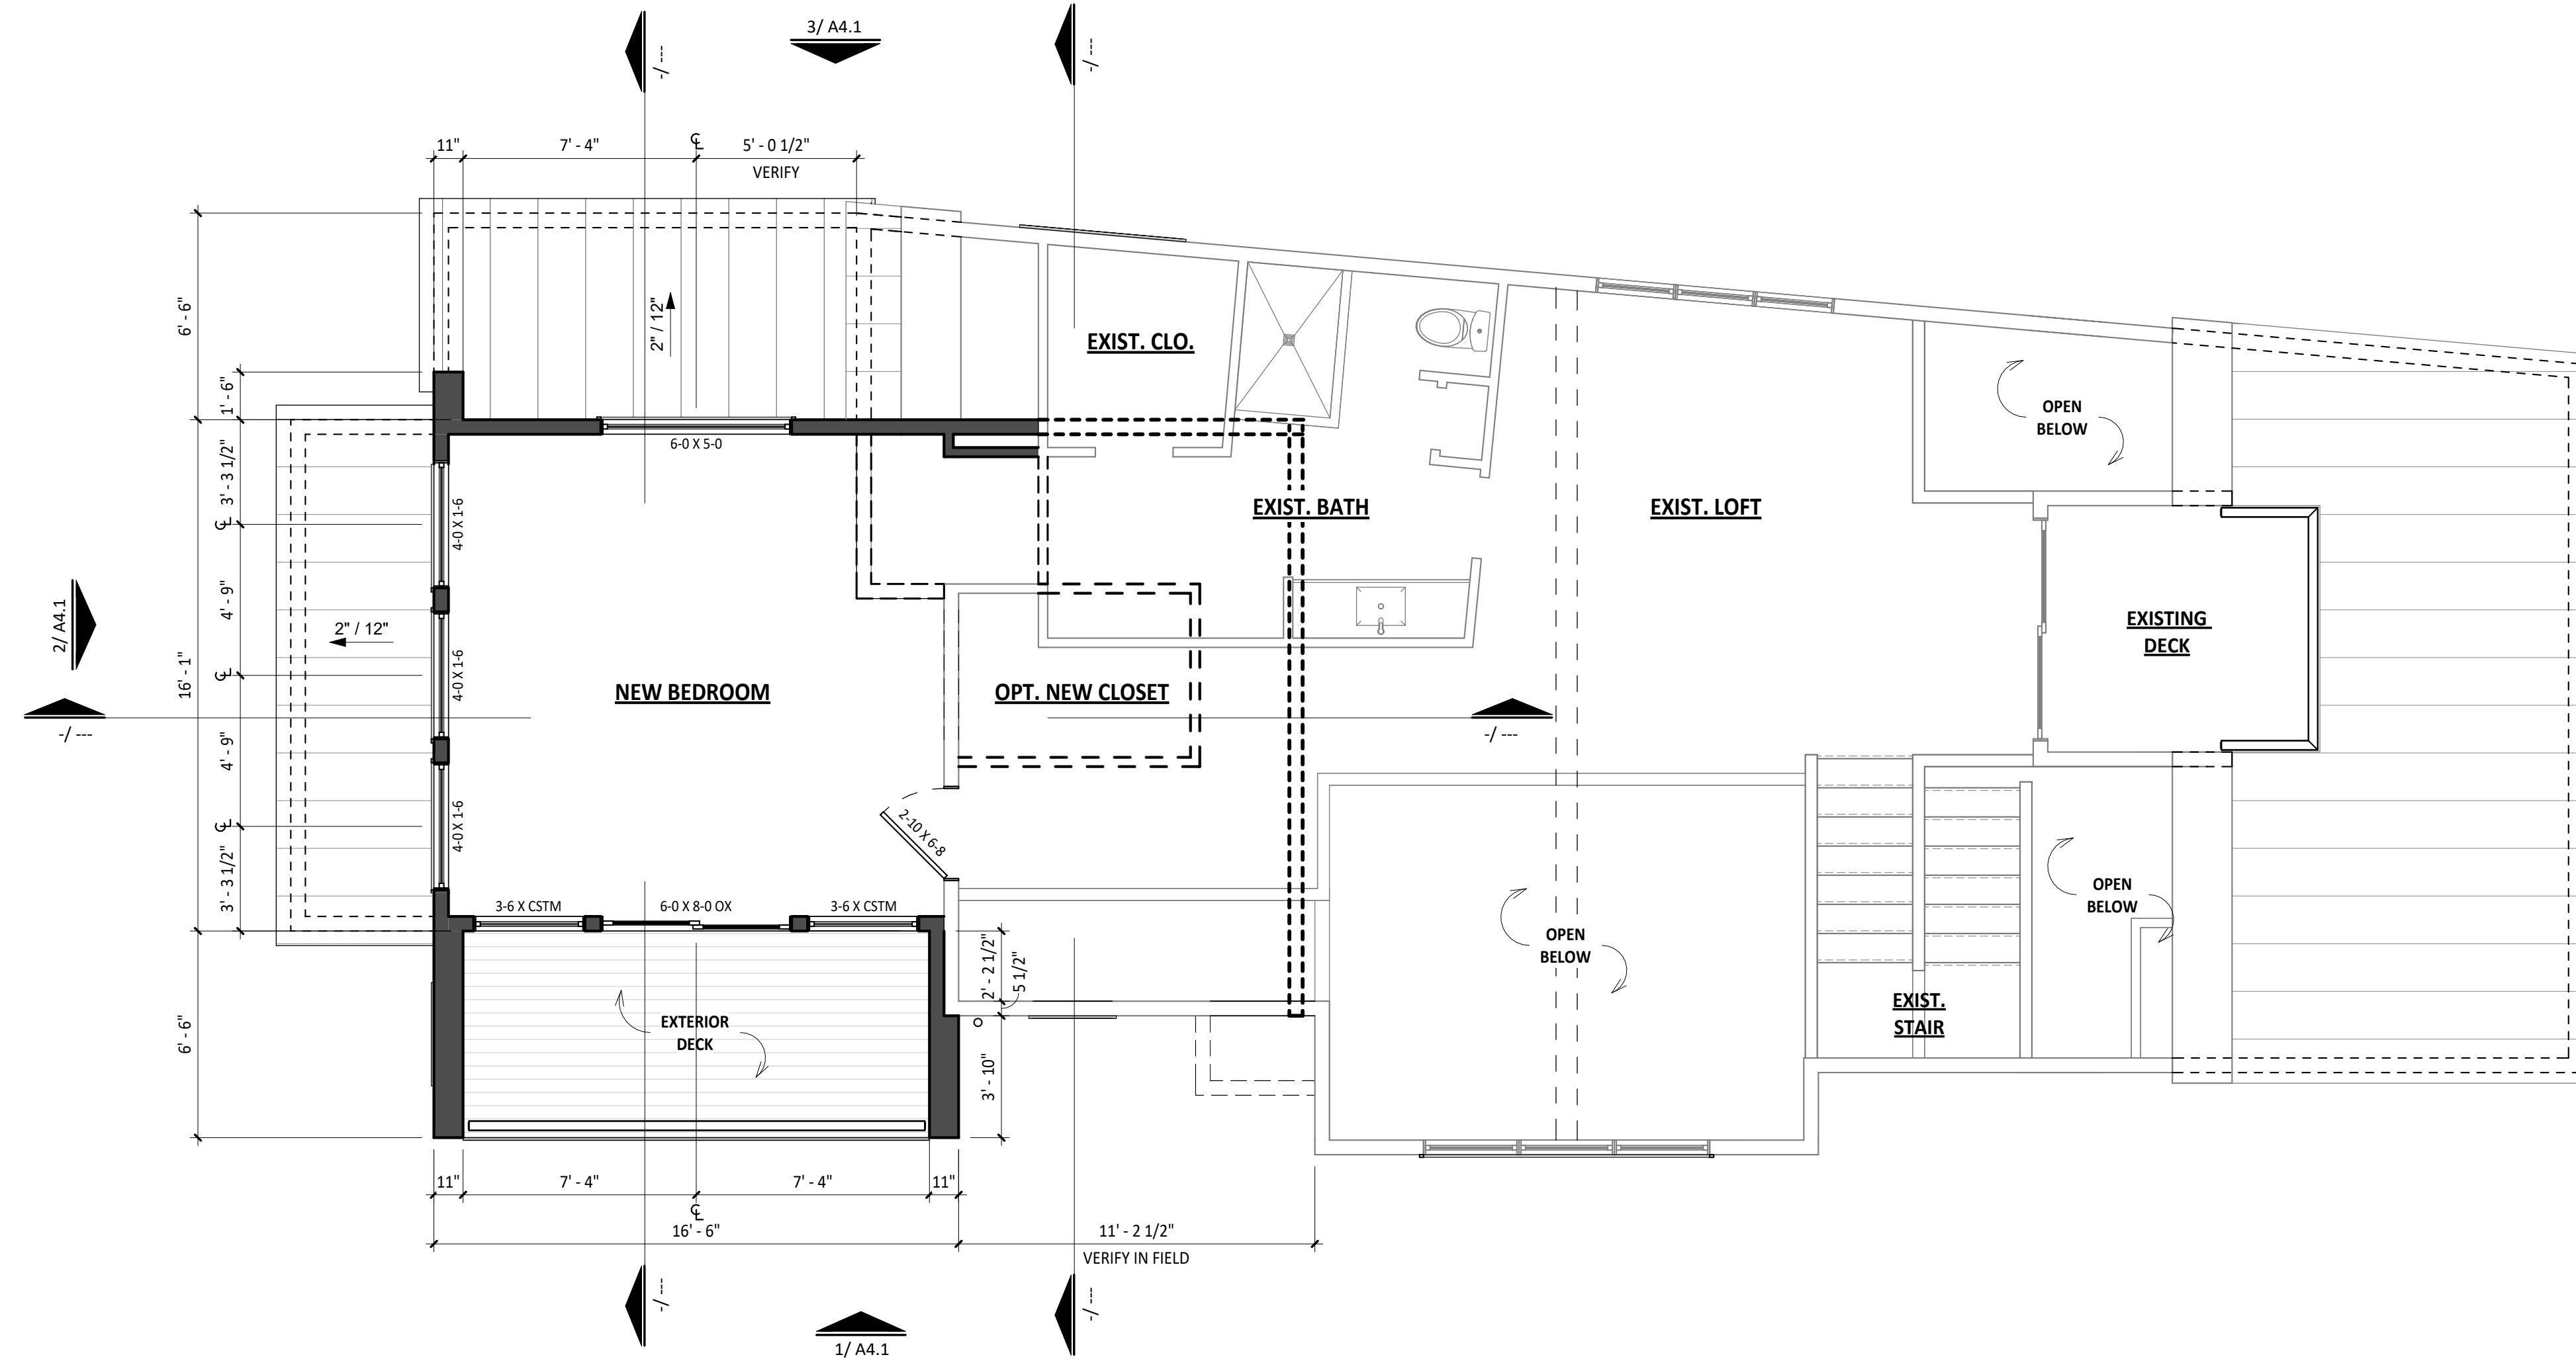 3/ A4.1
-/ ---
-/ ---
11"
7' - 4"
℄
5' - 0 1/2"
VERIFY
6' - 6"
2" / 12"
1' - 6"
EXIST. CLO.
OPEN
BELOW
6-0 X 5-0
3' - 3 1/2"
℄
4-0 X 1-6
EXIST. BATH
EXIST. LOFT
4' - 9"
2/ A4.1
2" / 12"
EXISTING
DECK
16' - 1"
℄
4-0 X 1-6
NEW BEDROOM
OPT. NEW CLOSET
-/ ---
-/ ---
4' - 9"
℄
4-0 X 1-6
2-10 X 6-8
3' - 3 1/2"
3-6 X CSTM
6-0 X 8-0 OX
3-6 X CSTM
OPEN
BELOW
OPEN
BELOW
2' - 2 1/2"
5 1/2"
EXIST.
STAIR
6' - 6"
EXTERIOR
DECK
3' - 10"
11"
7' - 4"
7' - 4"
11"
℄
16' - 6"
11' - 2 1/2"
VERIFY IN FIELD
-/ ---
-/ ---
1/ A4.1